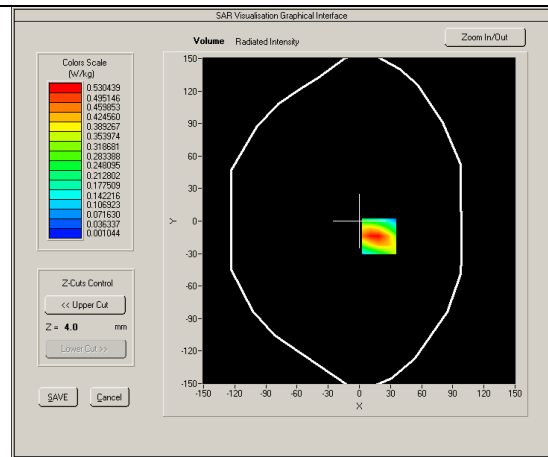 SAR Visualisation Graphical Interface
Volume Radiated Intensity
Zoom In/Out
Colors Scale
(W/kg)
0.530439
0.495146
0.459853
0.424560
0.389267
0.353974
0.318681
0.283388
0.248095
0.212802
0.177509
0.142216
0.106923
0.071630
0.036337
0.001044
Z-Cuts Control
<< Upper Cut
Z = 4.0 mm
Lower Cut >>
SAVE Cancel
150
120
90
60
30
0
-30
-60
-90
-120
-150
Y
-150 -120 -90 -60 -30 0 30 60 90 120 150
X